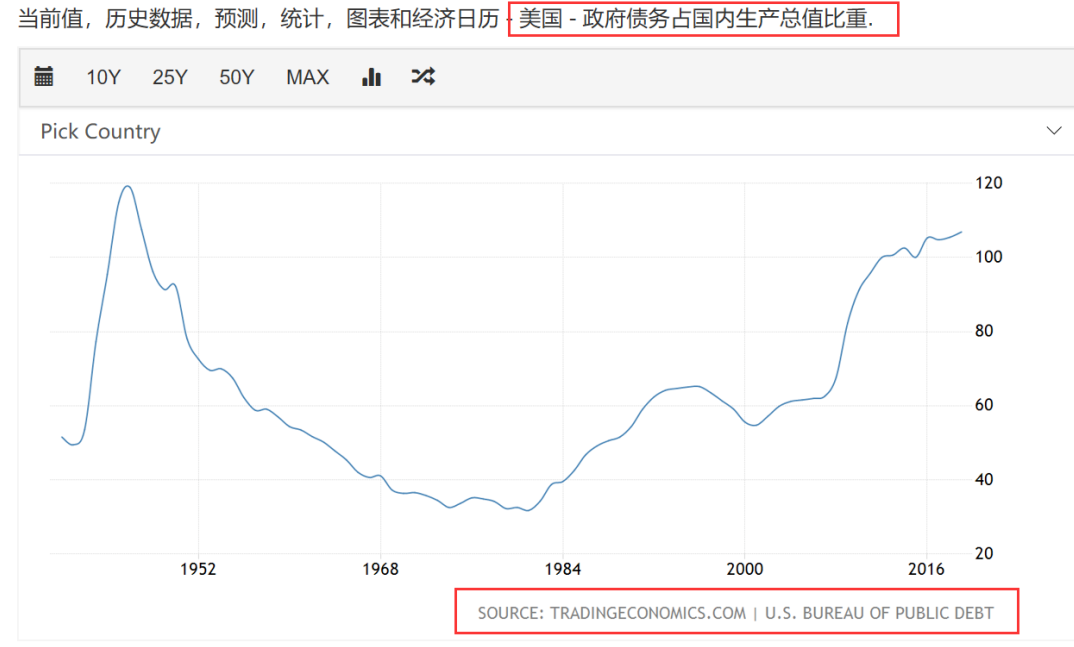 当前值，历史数据，预测，统计，图表和经济日历 - 美国 - 政府债务占国内生产总值比重.
10Y 25Y 50Y MAX
Pick Country
120
100
80
60
40
20
1952 1968 1984 2000 2016
SOURCE: TRADINGECONOMICS.COM | U.S. BUREAU OF PUBLIC DEBT